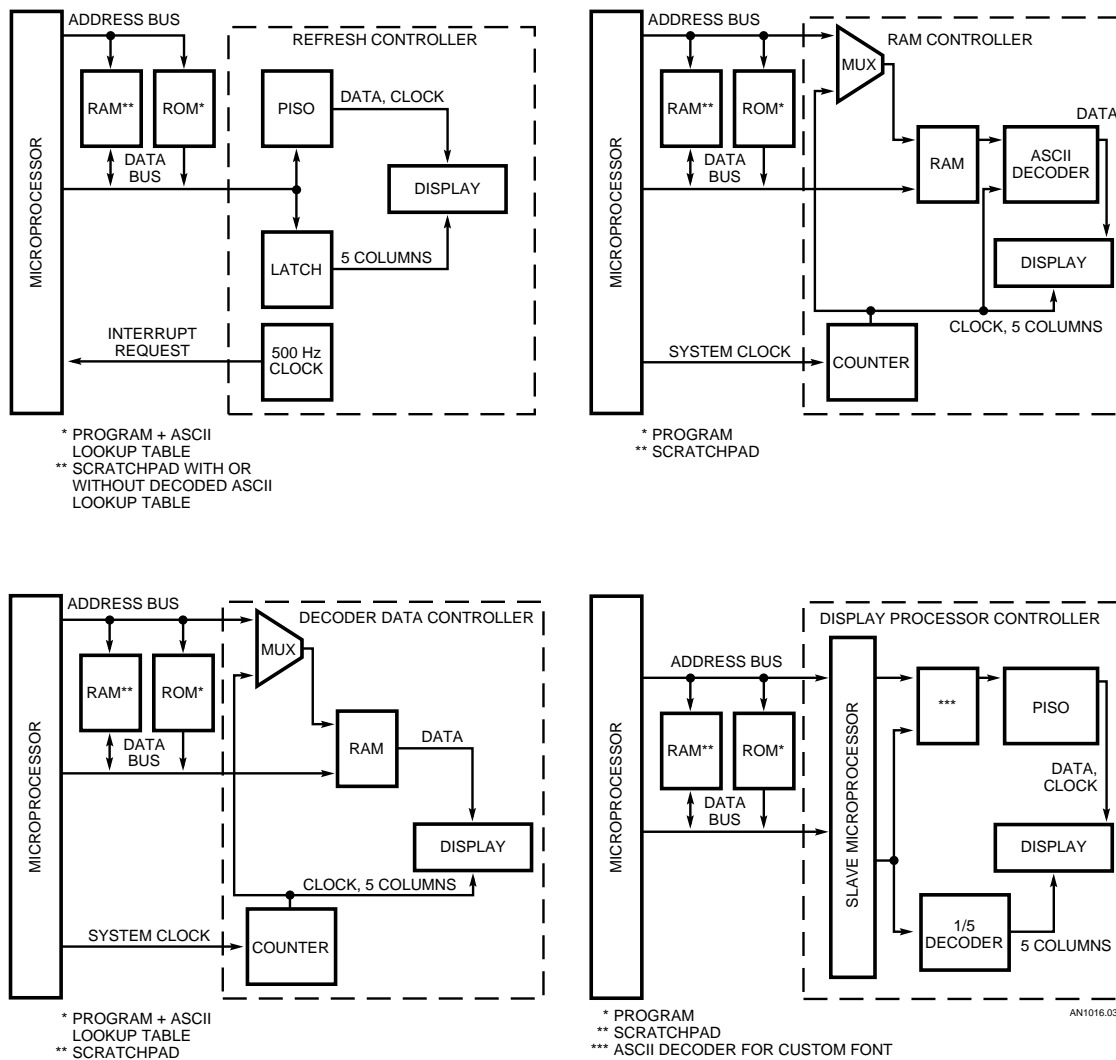 ADDRESS BUS
REFRESH CONTROLLER
MICROPROCESSOR
RAM**
ROM*
PISO
DATA, CLOCK
DATA
BUS
DISPLAY
LATCH
5 COLUMNS
INTERRUPT
REQUEST
500 Hz
CLOCK
* PROGRAM + ASCII
LOOKUP TABLE
** SCRATCHPAD WITH OR
WITHOUT DECODED ASCII
LOOKUP TABLE
ADDRESS BUS
RAM CONTROLLER
MICROPROCESSOR
MUX
RAM**
ROM*
DATA
DATA
BUS
RAM
ASCII
DECODER
DISPLAY
CLOCK, 5 COLUMNS
SYSTEM CLOCK
COUNTER
* PROGRAM
** SCRATCHPAD
ADDRESS BUS
DECODER DATA CONTROLLER
MICROPROCESSOR
MUX
RAM**
ROM*
DATA
BUS
RAM
DATA
DISPLAY
CLOCK, 5 COLUMNS
SYSTEM CLOCK
COUNTER
* PROGRAM + ASCII
LOOKUP TABLE
** SCRATCHPAD
DISPLAY PROCESSOR CONTROLLER
ADDRESS BUS
MICROPROCESSOR
RAM**
ROM*
DATA
BUS
SLAVE MICROPROCESSOR
***
PISO
DATA,
CLOCK
DISPLAY
1/5
DECODER
5 COLUMNS
* PROGRAM
** SCRATCHPAD
*** ASCII DECODER FOR CUSTOM FONT